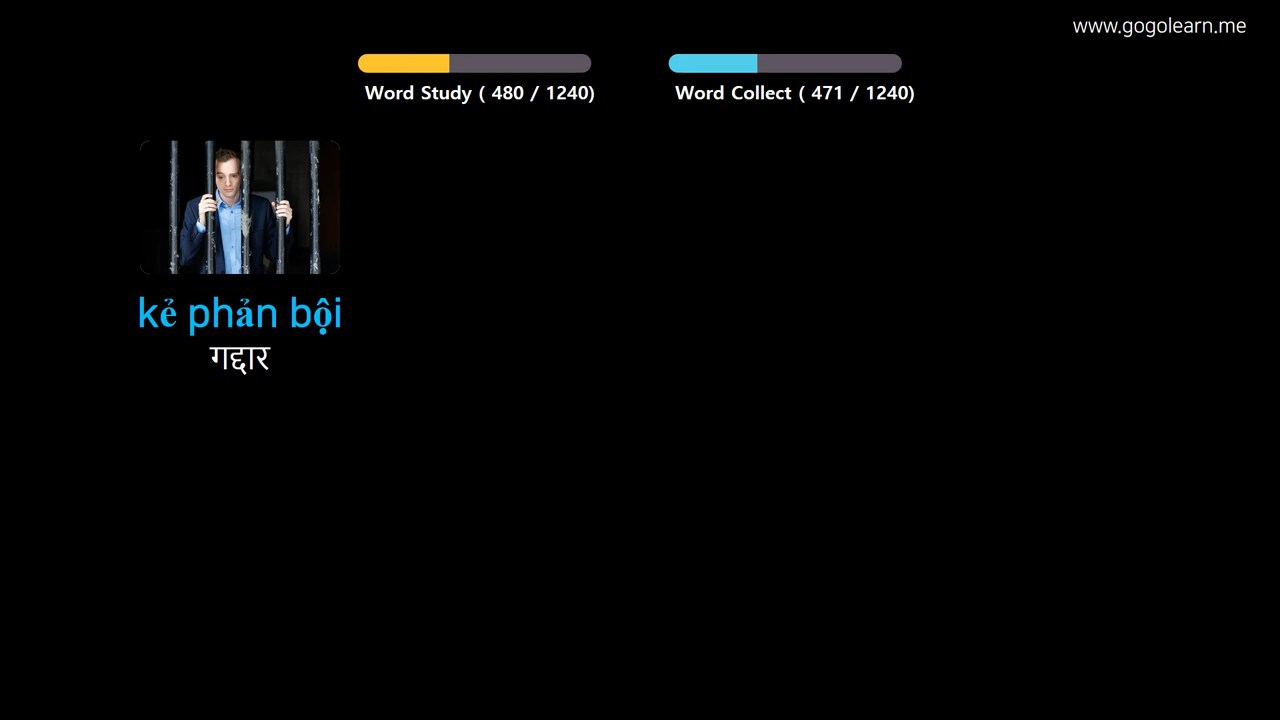 www.gogolearn.me
Word Study ( 480 / 1240)
Word Collect ( 471 / 1240)
kẻ phản bội
गद्दार